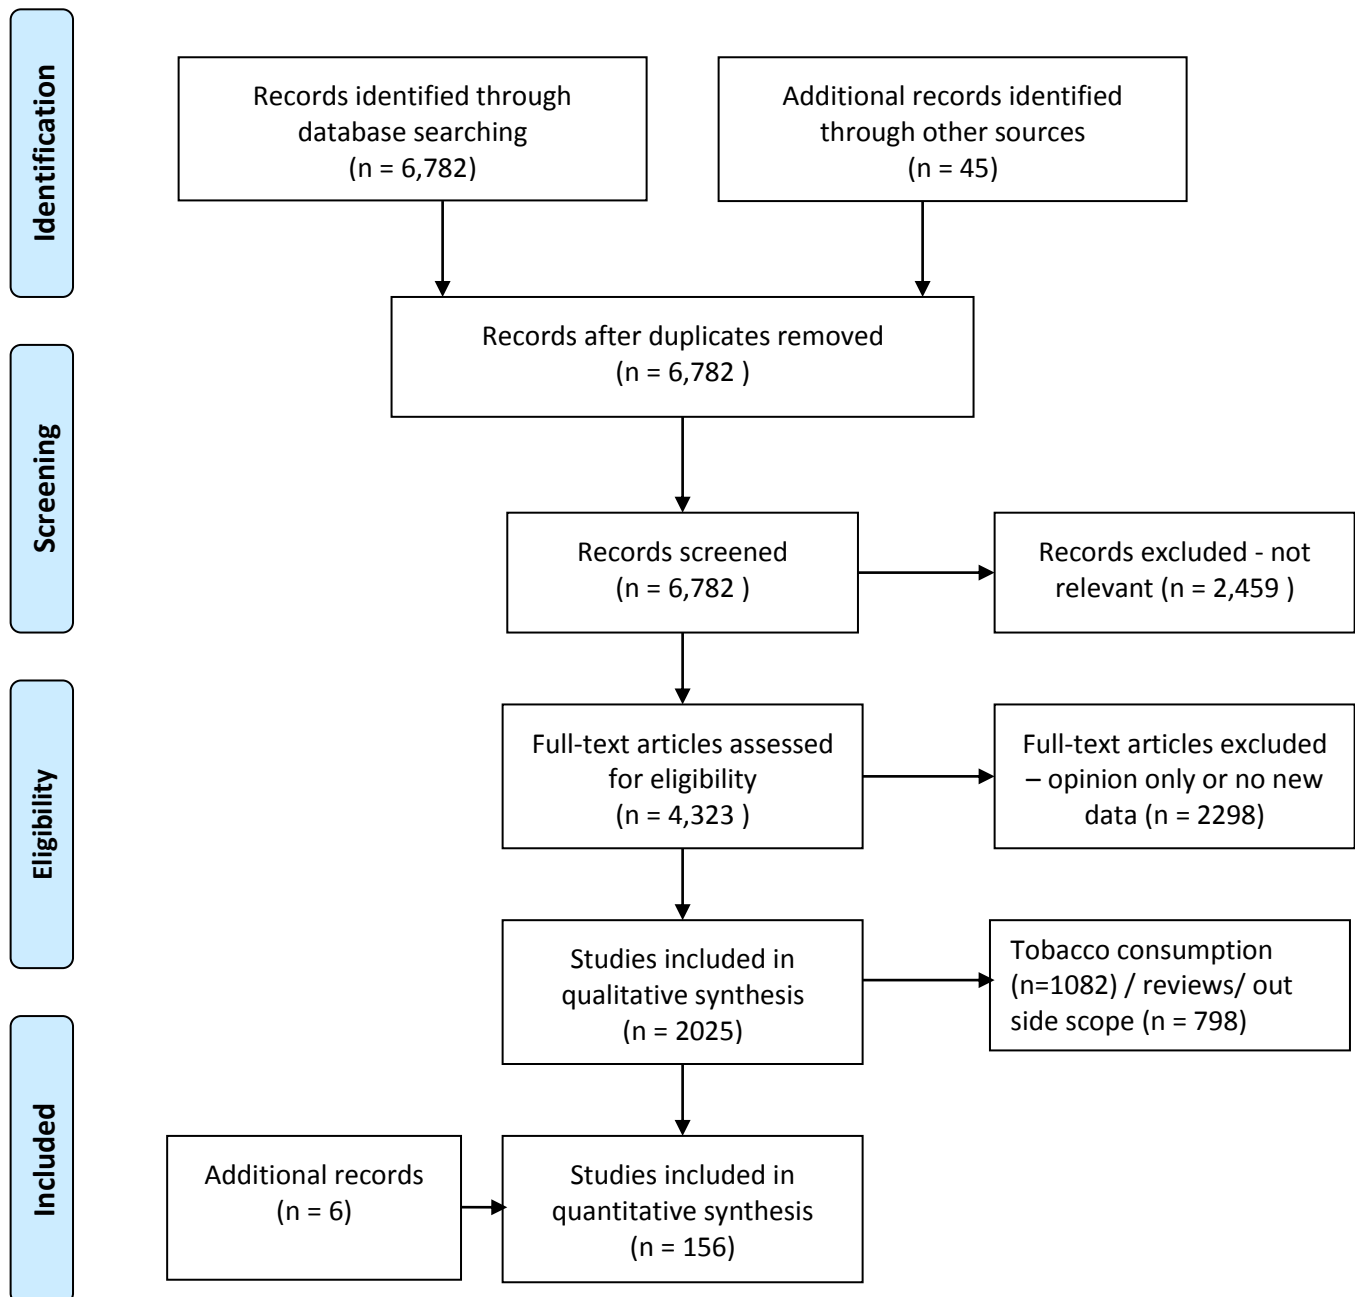 Identification
Records identified through
database searching
(n = 6,782)
Additional records identified
through other sources
(n = 45)
Records after duplicates removed
(n = 6,782 )
Screening
Records screened
(n = 6,782 )
Records excluded - not
relevant (n = 2,459 )
Eligibility
Full-text articles assessed
for eligibility
(n = 4,323 )
Full-text articles excluded
– opinion only or no new
data (n = 2298)
Studies included in
qualitative synthesis
(n = 2025)
Tobacco consumption
(n=1082) / reviews/ out
side scope (n = 798)
Included
Additional records
(n = 6)
Studies included in
quantitative synthesis
(n = 156)